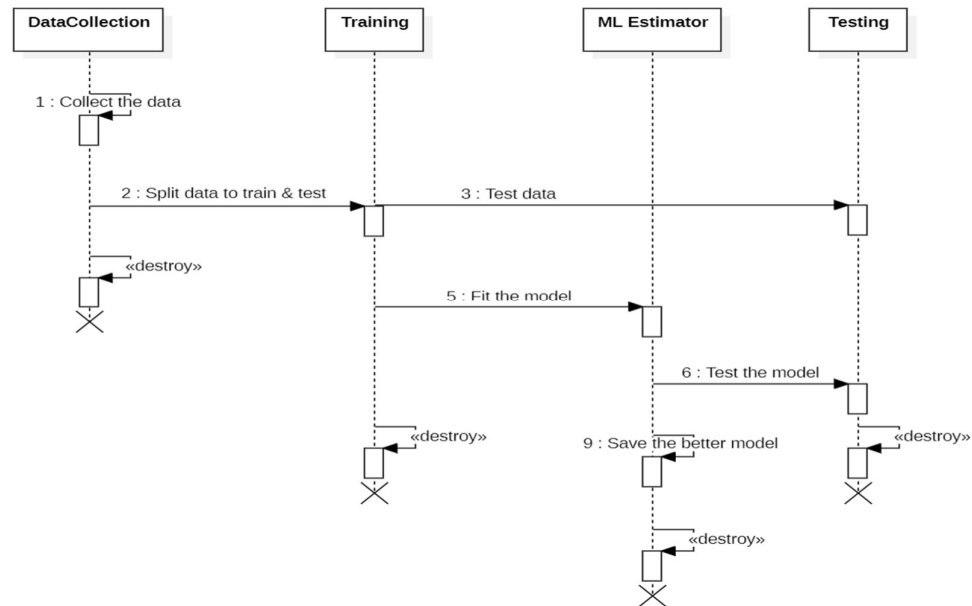 DataCollection
Training
ML Estimator
Testing
1 : Collect the data
2 : Split data to train & test
3 : Test data
«destroy»
5 : Fit the model
6 : Test the model
«destroy»
9 : Save the better model
«destroy»
«destroy»